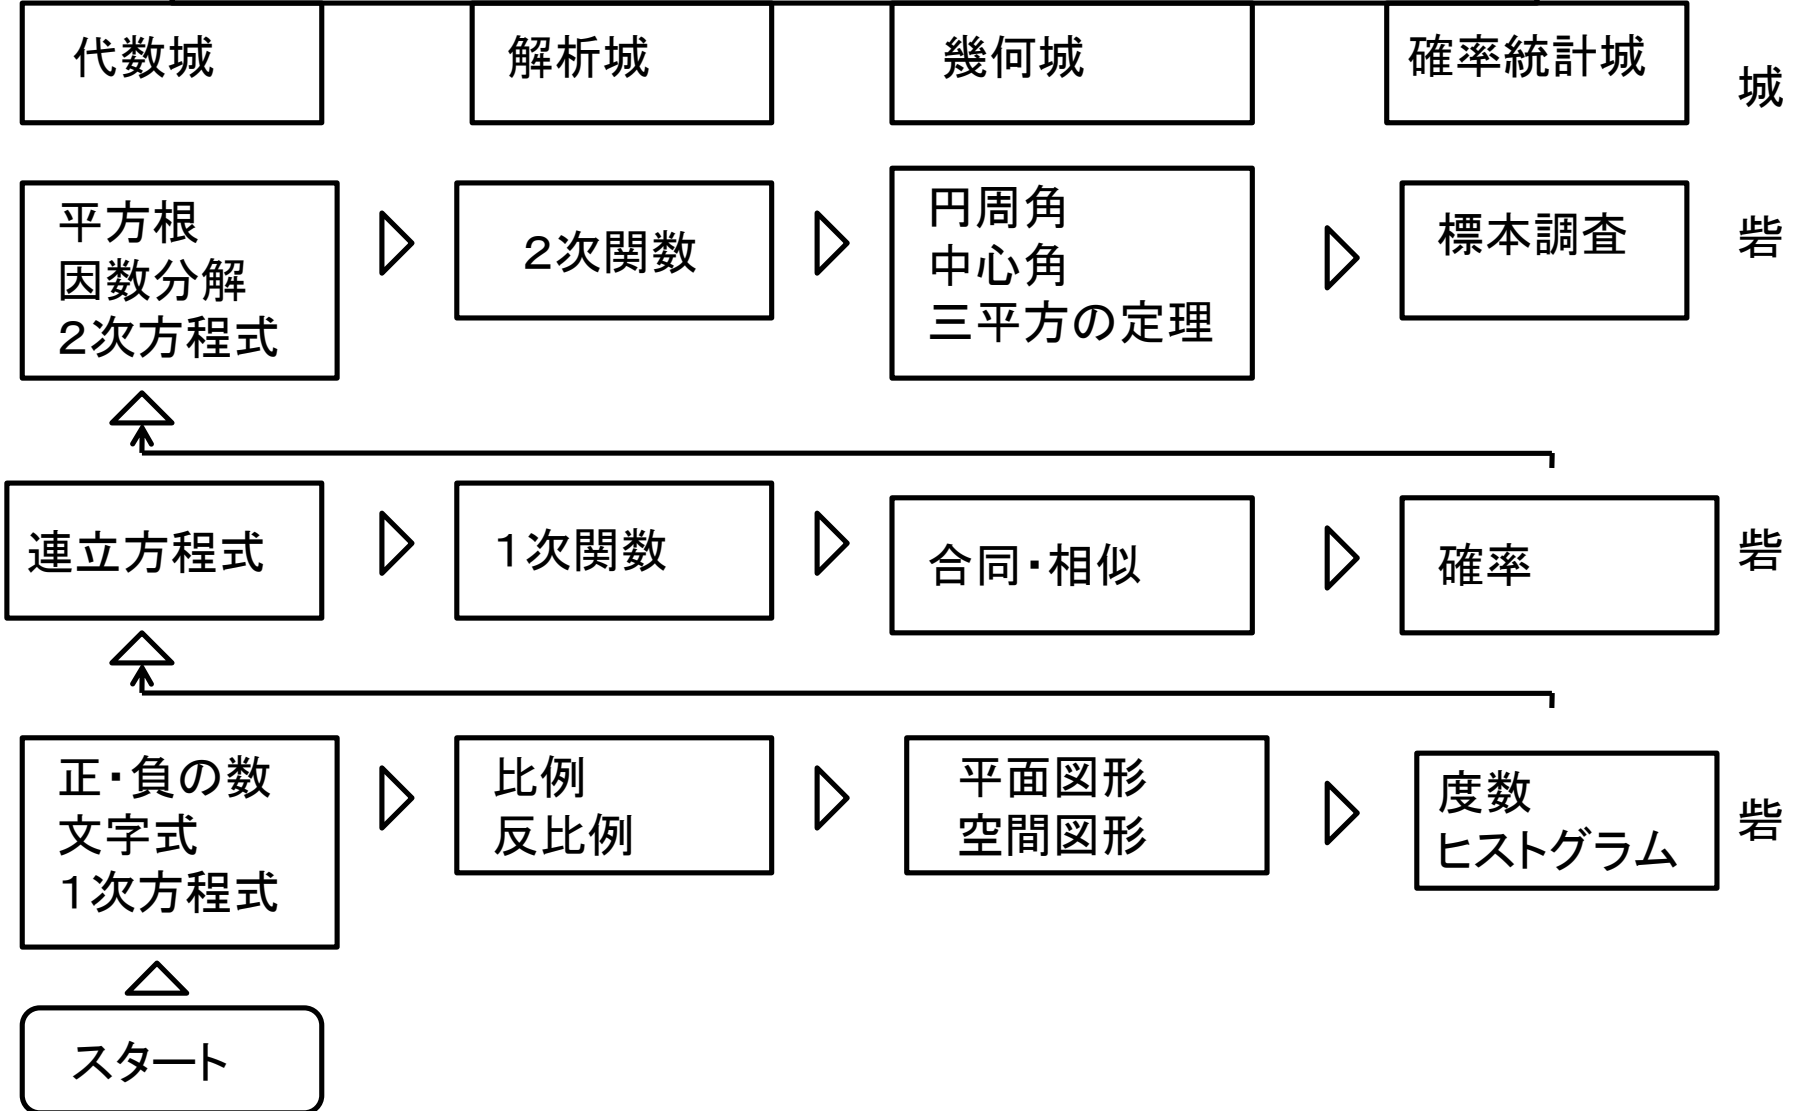 代数城
解析城
幾何城
確率統計城
城
平方根
因数分解
２次方程式
２次関数
円周角
中心角
三平方の定理
標本調査
砦
連立方程式
１次関数
合同・相似
確率
砦
正・負の数
文字式
１次方程式
比例
反比例
平面図形
空間図形
度数
ヒストグラム
砦
スタート